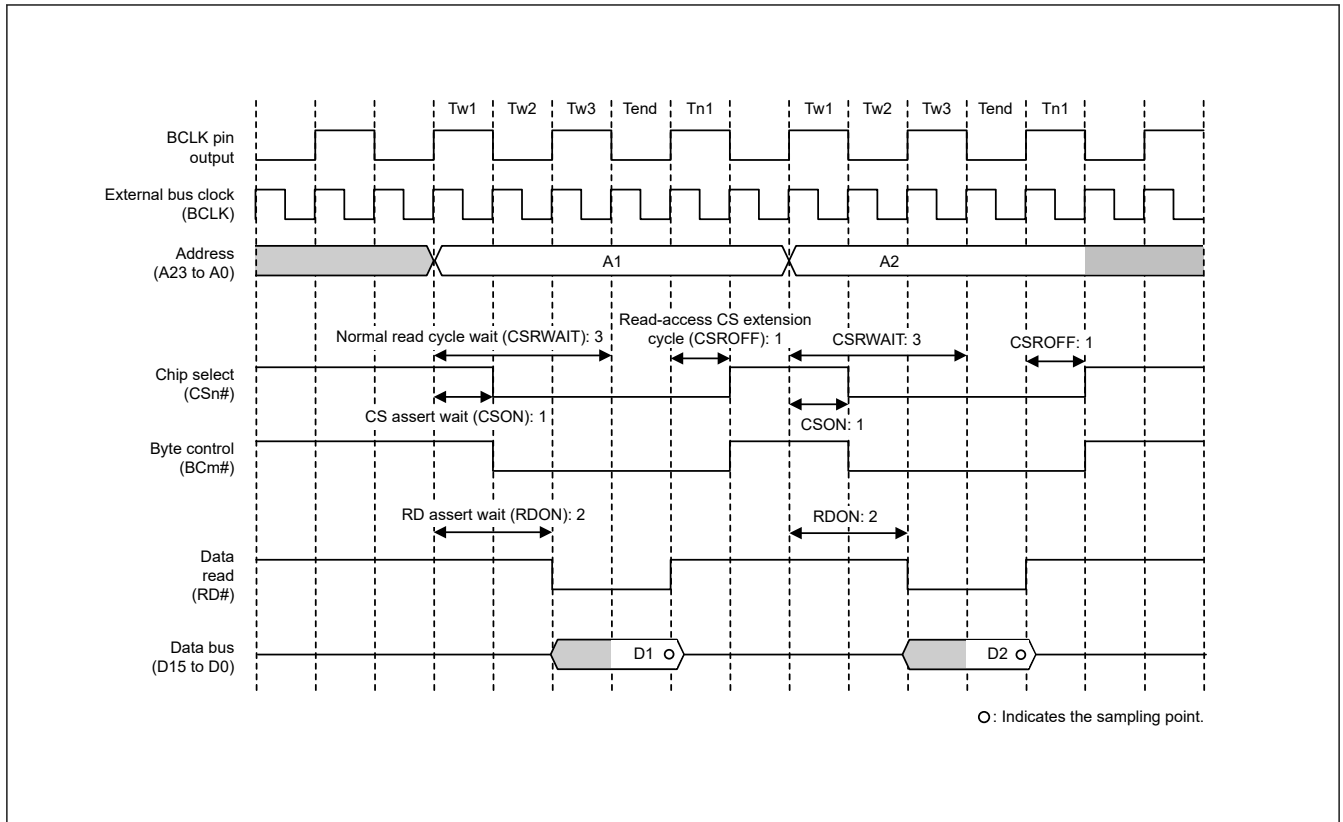 Tw1 Tw2 Tw3 Tend Tn1 Tw1 Tw2 Tw3 Tend Tn1
BCLK pin
output
External bus clock
(BCLK)
Address
(A23 to A0)
A1 A2
Normal read cycle wait (CSRWAIT): 3
Read-access CS extension
cycle (CSROFF): 1
CSRWAIT: 3
CSROFF: 1
Chip select
(CSn#)
CS assert wait (CSON): 1
CSON: 1
Byte control
(BCm#)
RD assert wait (RDON): 2
RDON: 2
Data
read
(RD#)
Data bus
(D15 to D0)
D1 D2
: Indicates the sampling point.